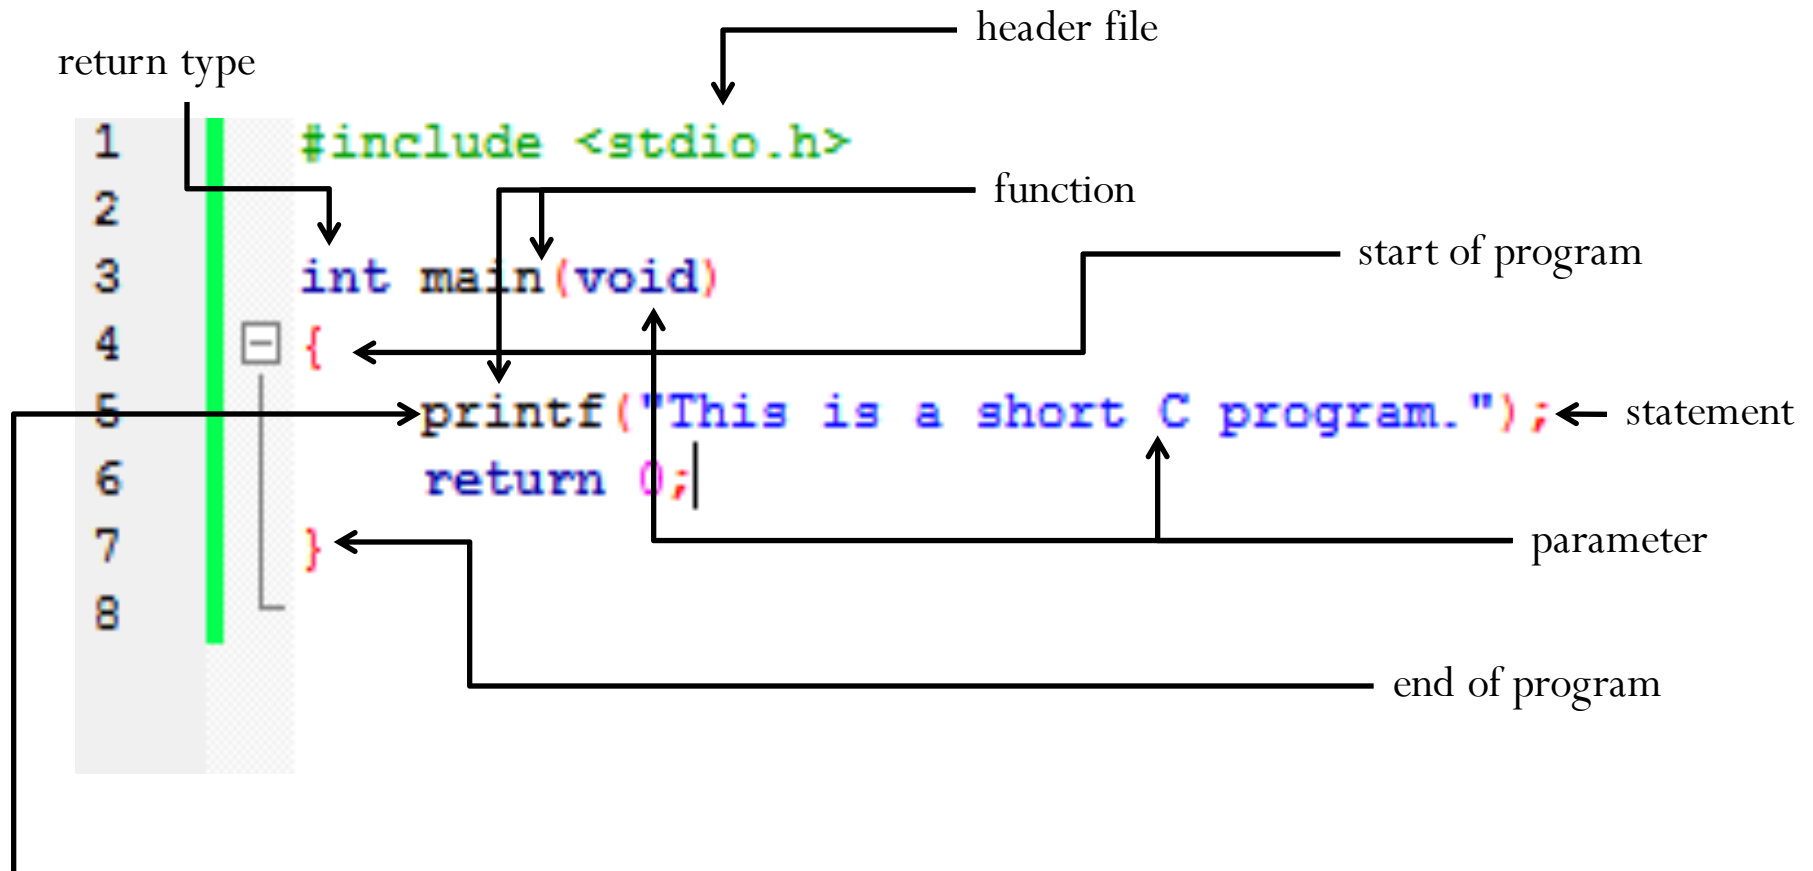 header file
return type
1 #include <stdio.h>
2
function
start of program
3 int main(void)
4 {
5 printf("This is a short C program.");
statement
6 return 0;
parameter
7 }
8
end of program